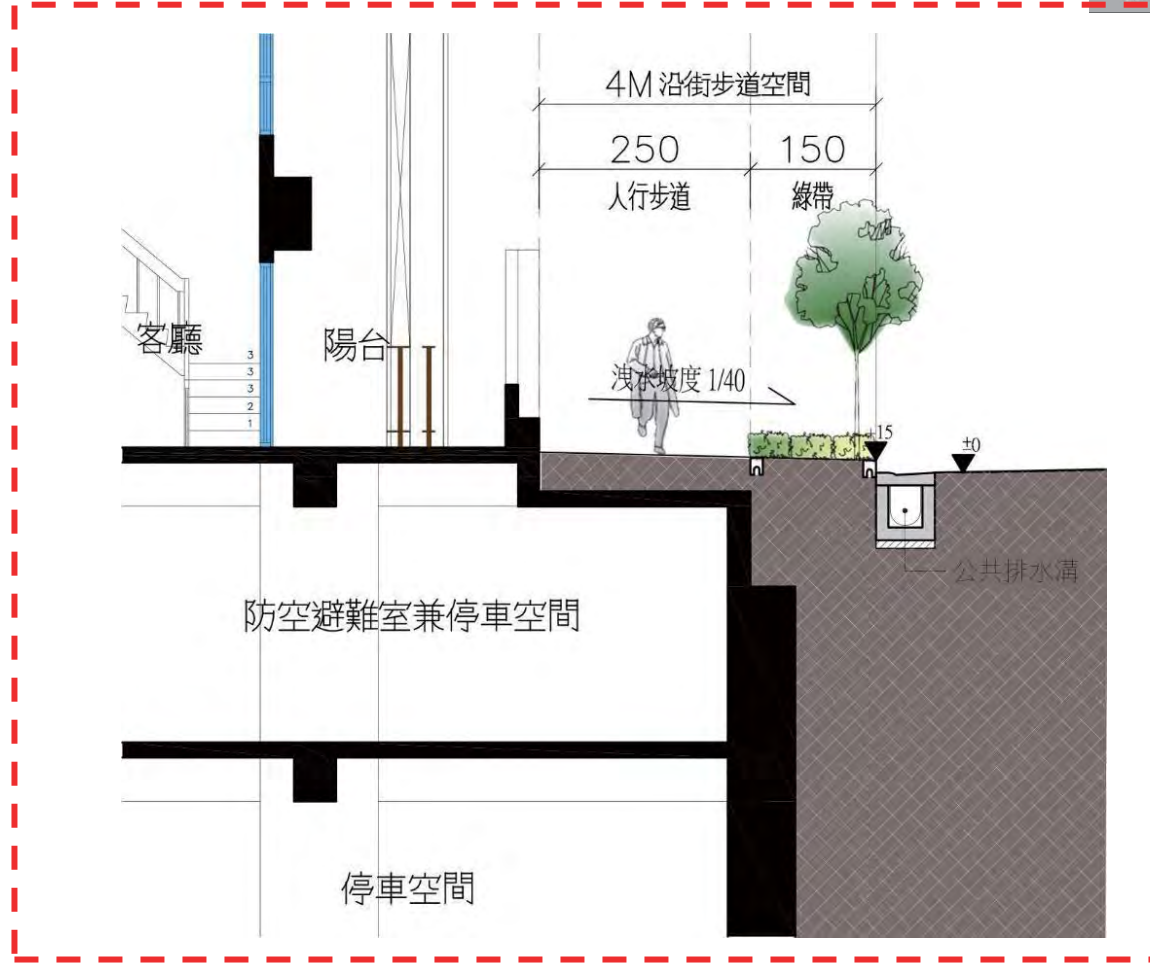 4M 沿街步道空間
250
150
人行步道
綠帶
客廳
陽台
3
3
3
2
1
洩水坡度 1/40
15
±0
公共排水溝
防空避難室兼停車空間
停車空間